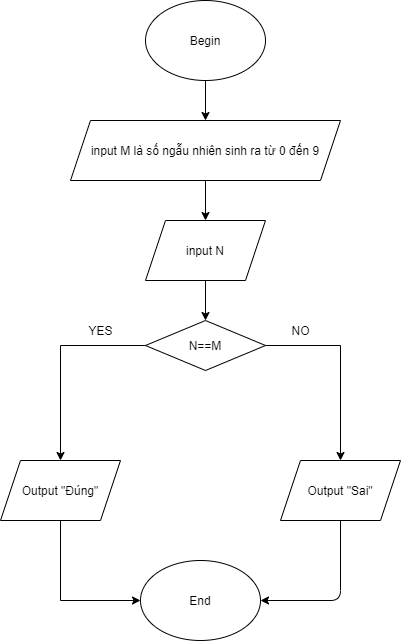 Begin
input M là số ngẫu nhiên sinh ra từ 0 đến 9
input N
YES
NO
N==M
Output "Đúng"
Output "Sai"
End